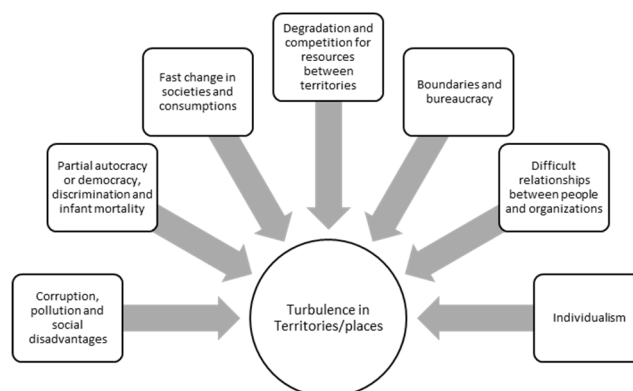 Degradation and
competition for
resources
between
territories
Fast change in
societies and
consumptions
Boundaries and
bureaucracy
Partial autocracy
or democracy,
discrimination and
infant mortality
Difficult
relationships
between people
and organizations
Corruption,
pollution and
social
disadvantages
Turbulence in
Territories/places
Individualism